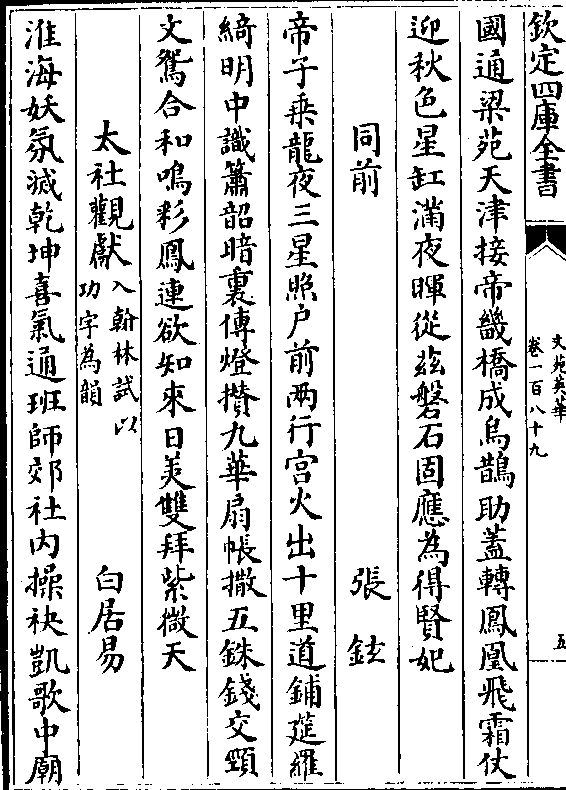 欽定四庫全書
文苑英華
卷一百八十九
五
國通梁苑天津接帝畿橋成烏鵲助蓋轉鳳凰飛霜仗
迎秋色星缸滿夜暉從兹磐石固應為得賢妃
同前
張鉉
帝子乘龍夜三星照户前兩行宫火出十里道鋪筵羅
綺明中識簫韶暗裏傳燈攢九華扇帳撒五銖錢交頸
文鴛合和鳴彩鳳連欲知來日美雙拜紫微天
太社觀獻入翰林試以
功字為韻
白居易
淮海妖氛滅乾坤喜氣通班師郊社内操袂凱歌中廟